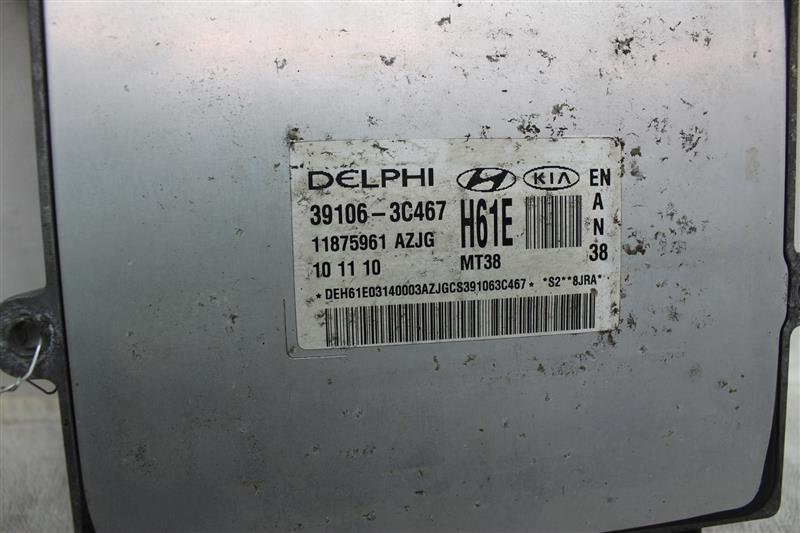 DELPHI KIA EN
39106-3C467 H61E A
11875961 AZJG N
10 11 10 MT38 38
*DEH61E03140003AZJGCS391063C467* *S2**8JRA*